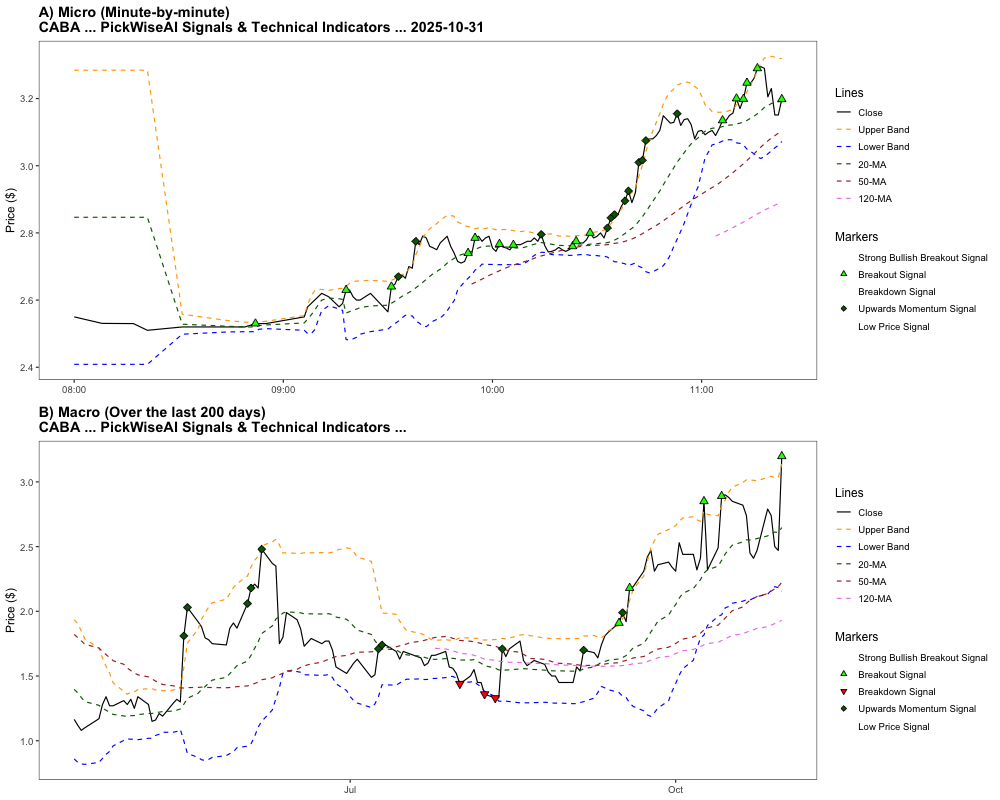 A) Micro (Minute-by-minute)
CABA ... PickWiseAI Signals & Technical Indicators ... 2025-10-31
Price ($)
3.2
3.0
2.8
2.6
2.4
08:00
09:00
10:00
11:00
Lines
Close
Upper Band
Lower Band
20-MA
50-MA
120-MA
Markers
Strong Bullish Breakout Signal
Breakout Signal
Breakdown Signal
Upwards Momentum Signal
Low Price Signal
B) Macro (Over the last 200 days)
CABA ... PickWiseAI Signals & Technical Indicators ...
Price ($)
3.0
2.5
2.0
1.5
1.0
Jul
Oct
Lines
Close
Upper Band
Lower Band
20-MA
50-MA
120-MA
Markers
Strong Bullish Breakout Signal
Breakout Signal
Breakdown Signal
Upwards Momentum Signal
Low Price Signal